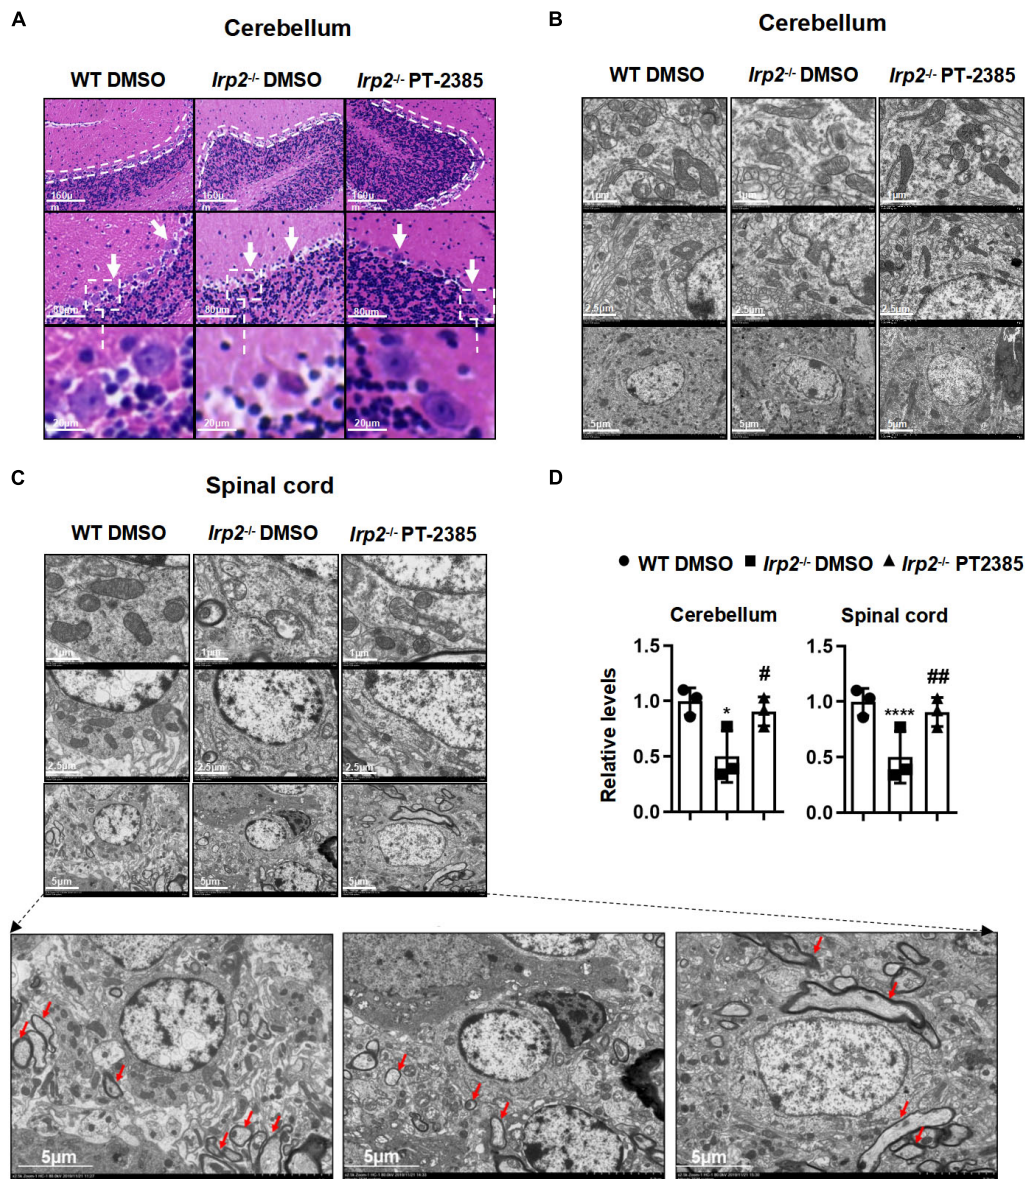 A
Cerebellum
WT DMSO Irp2-/- DMSO Irp2-/- PT-2385
160μ
m
160μ
m
160μ
m
80μm
80μm
80μm
20μm
20μm
20μm
B
Cerebellum
WT DMSO Irp2-/- DMSO Irp2-/- PT-2385
1μm
1μm
1μm
2.5μm
2.5μm
2.5μm
5μm
5μm
5μm
C
Spinal cord
WT DMSO Irp2-/- DMSO Irp2-/- PT-2385
1μm
1μm
1μm
2.5μm
2.5μm
2.5μm
5μm
5μm
5μm
D
WT DMSO Irp2-/- DMSO Irp2-/- PT2385
Cerebellum
Relative levels
1.5
1.0
0.5
0.0
*
#
Spinal cord
1.5
1.0
0.5
0.0
****
##
5μm
5μm
5μm